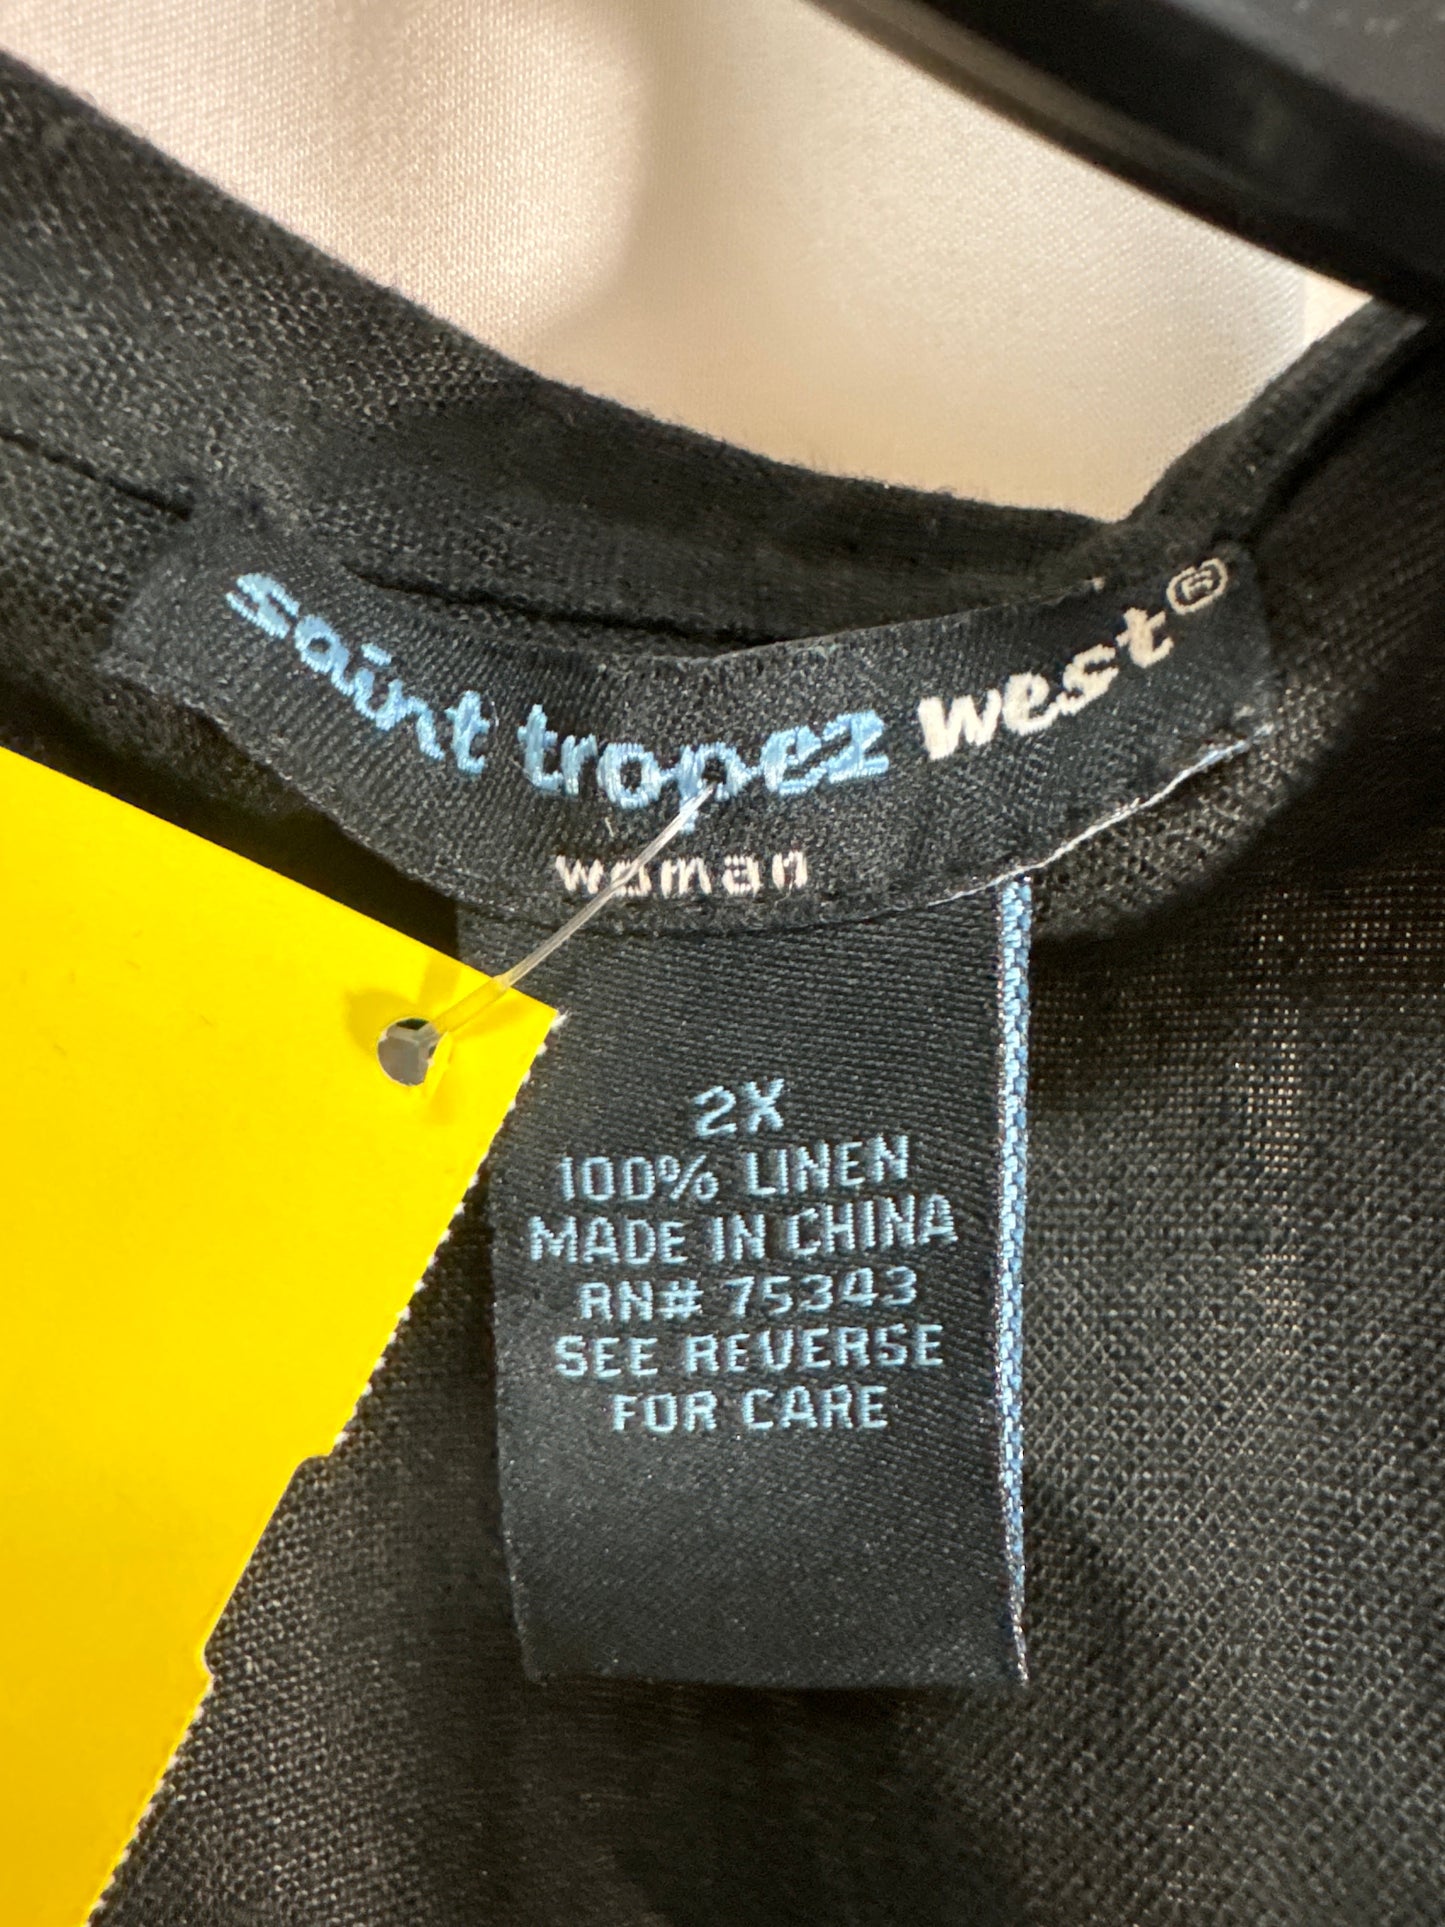 saint tropez west®
woman
2X
100% LINEN
MADE IN CHINA
RN# 75343
SEE REVERSE
FOR CARE